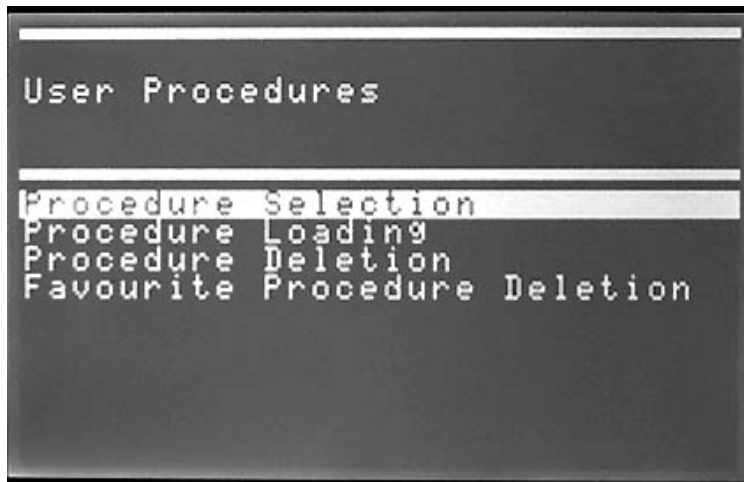 User Procedures
Procedure Selection
Procedure Loading
Procedure Deletion
Favourite Procedure Deletion